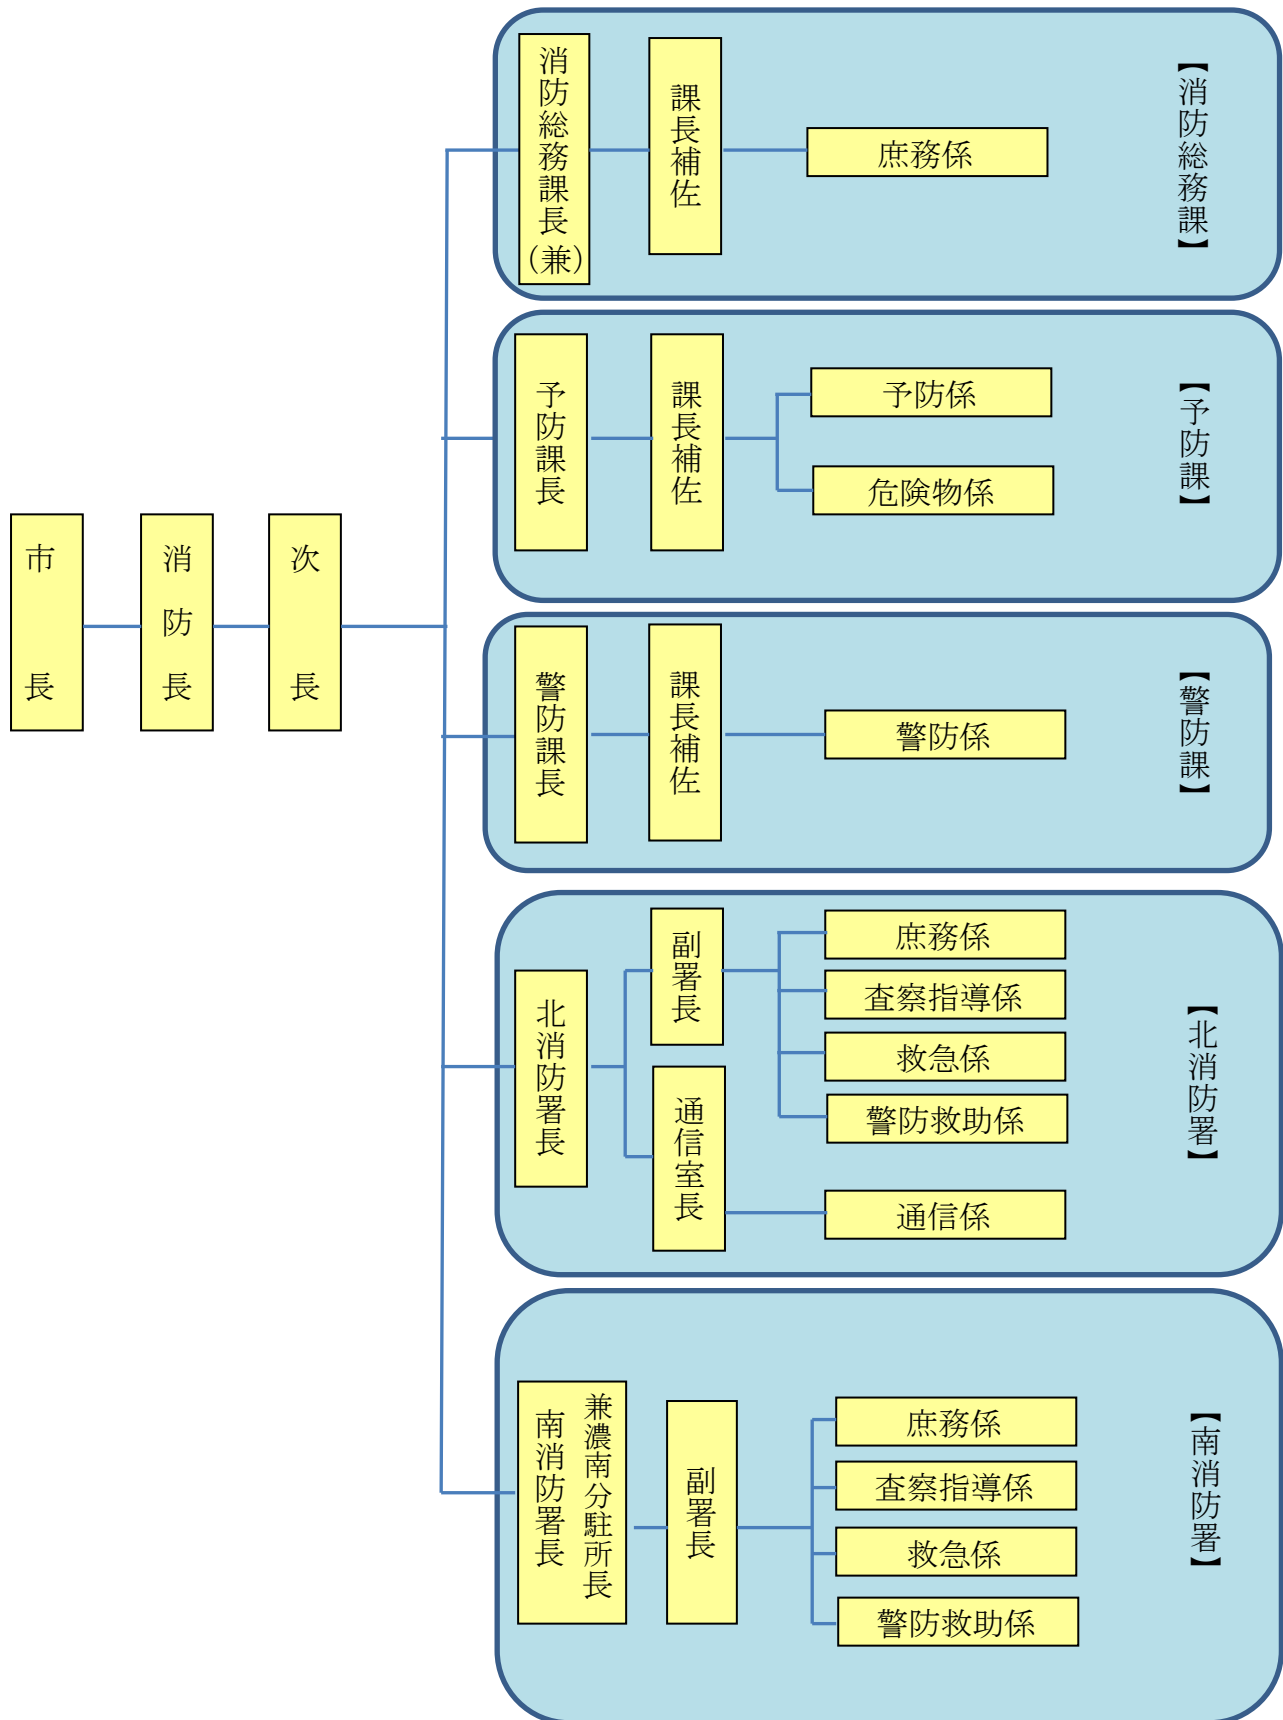 市長
消防長
次長
消防総務課長(兼)
課長補佐
庶務係
【消防総務課】
予防課長
課長補佐
予防係
危険物係
【予防課】
警防課長
課長補佐
警防係
【警防課】
北消防署長
副署長
庶務係
査察指導係
救急係
警防救助係
通信室長
通信係
【北消防署】
兼濃南分駐所長
南消防署長
副署長
庶務係
査察指導係
救急係
警防救助係
【南消防署】